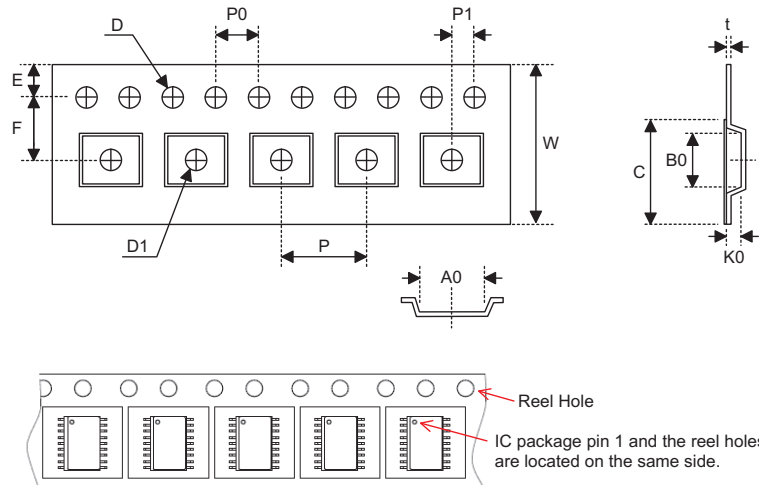 D
P0
P1
t
E
F
W
C
B0
D1
P
K0
A0
Reel Hole
IC package pin 1 and the reel holes
are located on the same side.